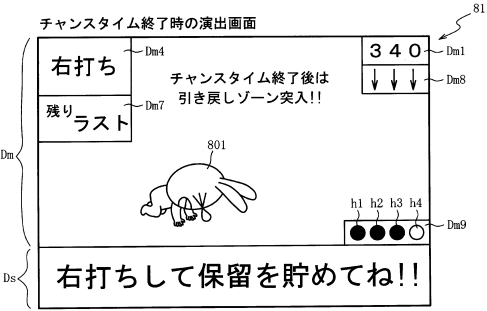 チャンスタイム終了時の演出画面
81
右打ち
Dm4
340
Dm1
Dm8
チャンスタイム終了後は
引き戻しゾーン突入!!
残り
ラスト
Dm7
Dm
801
h1 h2 h3 h4
Dm9
Ds
右打ちして保留を貯めてね!!